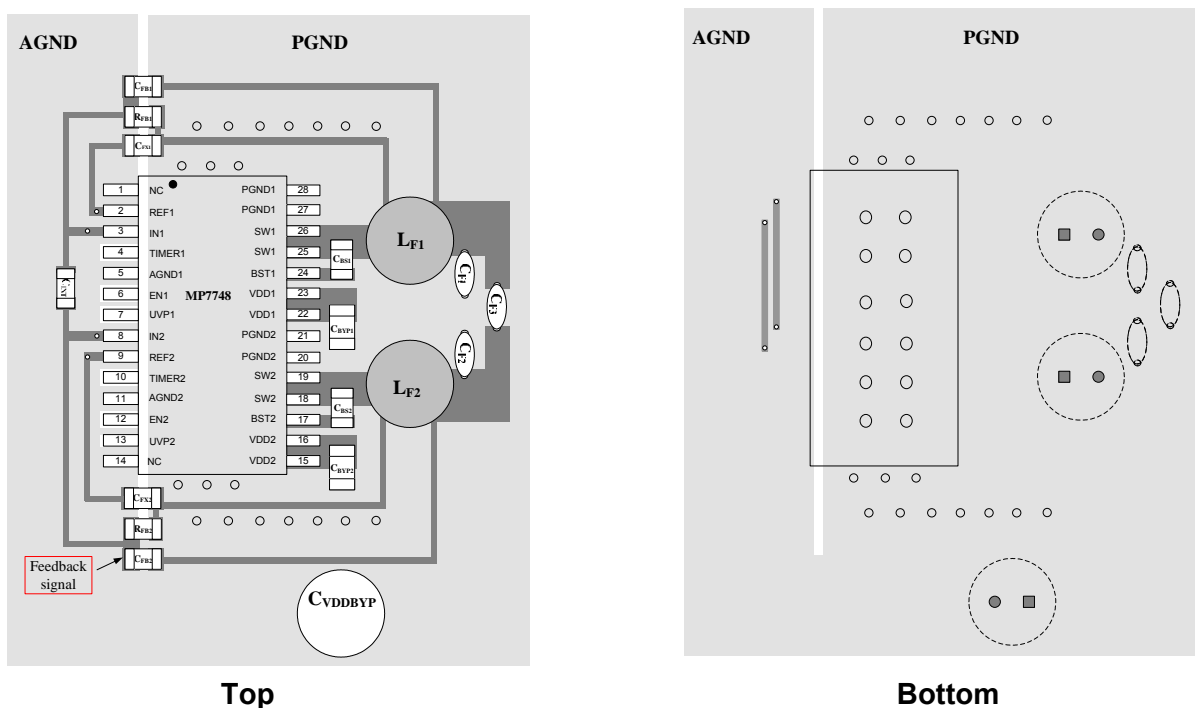 AGND
PGND
AGND
PGND
CFB1
RFB1
CFX1
1 NC PGND1 28
2 REF1 PGND1 27
3 IN1 SW1 26
4 TIMER1 SW1 25
5 AGND1 BST1 24
6 EN1 MP7748 VDD1 23
7 UVP1 VDD1 22
8 IN2 PGND2 21
9 REF2 PGND2 20
10 TIMER2 SW2 19
11 AGND2 SW2 18
12 EN2 BST2 17
13 UVP2 VDD2 16
14 NC VDD2 15
LF1
CBS1
CF1
CF3
CBYP1
CF2
LF2
CBS2
CBYP2
CFX2
RFB2
CFB2
Feedback
signal
CVDDBYP
Top
Bottom